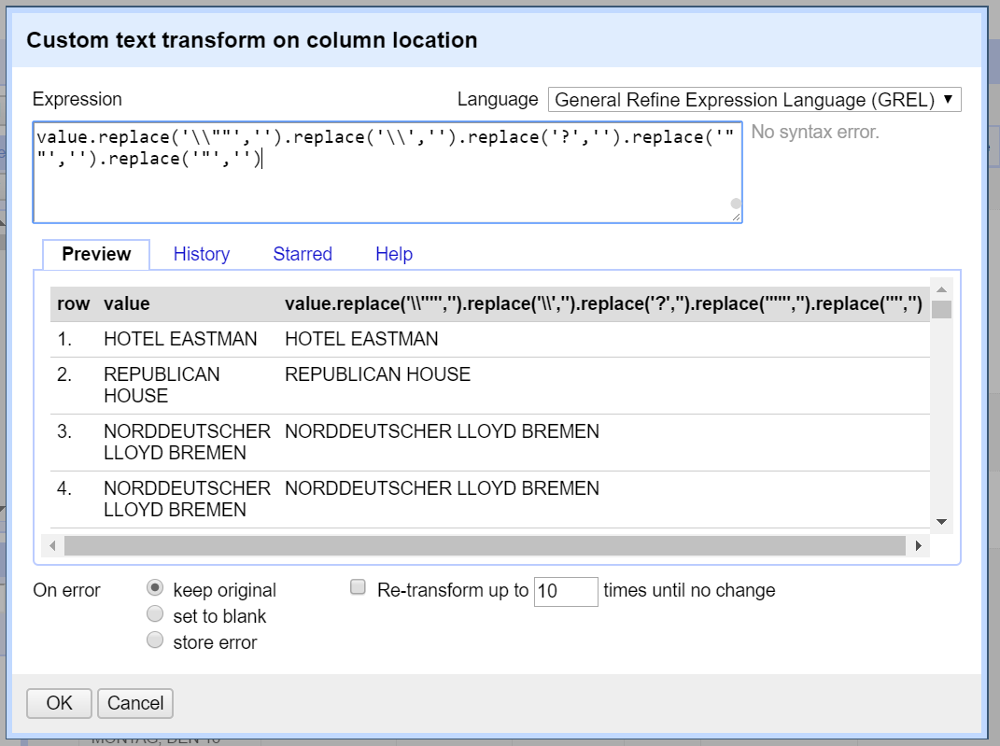 Custom text transform on column location
Expression
Language General Refine Expression Language (GREL)
value.replace('\\""','').replace('\\','').replace('?','').replace('"
"','').replace('"','')
No syntax error.
Preview History Starred Help
row value value.replace('\\""','').replace('\\','').replace('?','').replace('""','').replace('"','')
1. HOTEL EASTMAN HOTEL EASTMAN
2. REPUBLICAN REPUBLICAN HOUSE
HOUSE
3. NORDDEUTSCHER NORDDEUTSCHER LLOYD BREMEN
LLOYD BREMEN
4. NORDDEUTSCHER NORDDEUTSCHER LLOYD BREMEN
LLOYD BREMEN
On error keep original Re-transform up to 10 times until no change
set to blank
store error
OK Cancel